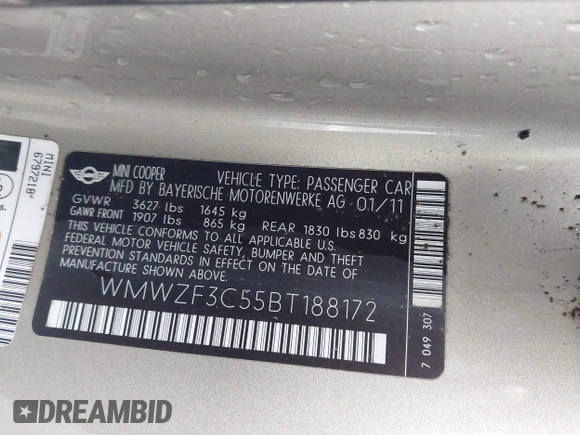 MINI COOPER VEHICLE TYPE: PASSENGER CAR
MFD BY BAYERISCHE MOTORENWERKE AG 01/11
GVWR 3627 lbs 1645 kg
GAWR FRONT 1907 lbs 865 kg REAR 1830 lbs 830 kg
THIS VEHICLE CONFORMS TO ALL APPLICABLE U.S.
FEDERAL MOTOR VEHICLE SAFETY, BUMPER AND THEFT
PREVENTION STANDARDS IN EFFECT ON THE DATE OF
MANUFACTURE SHOWN ABOVE.
WMWZF3C55BT188172
7 049 307
MINI
6797218
s.
DREAMBID